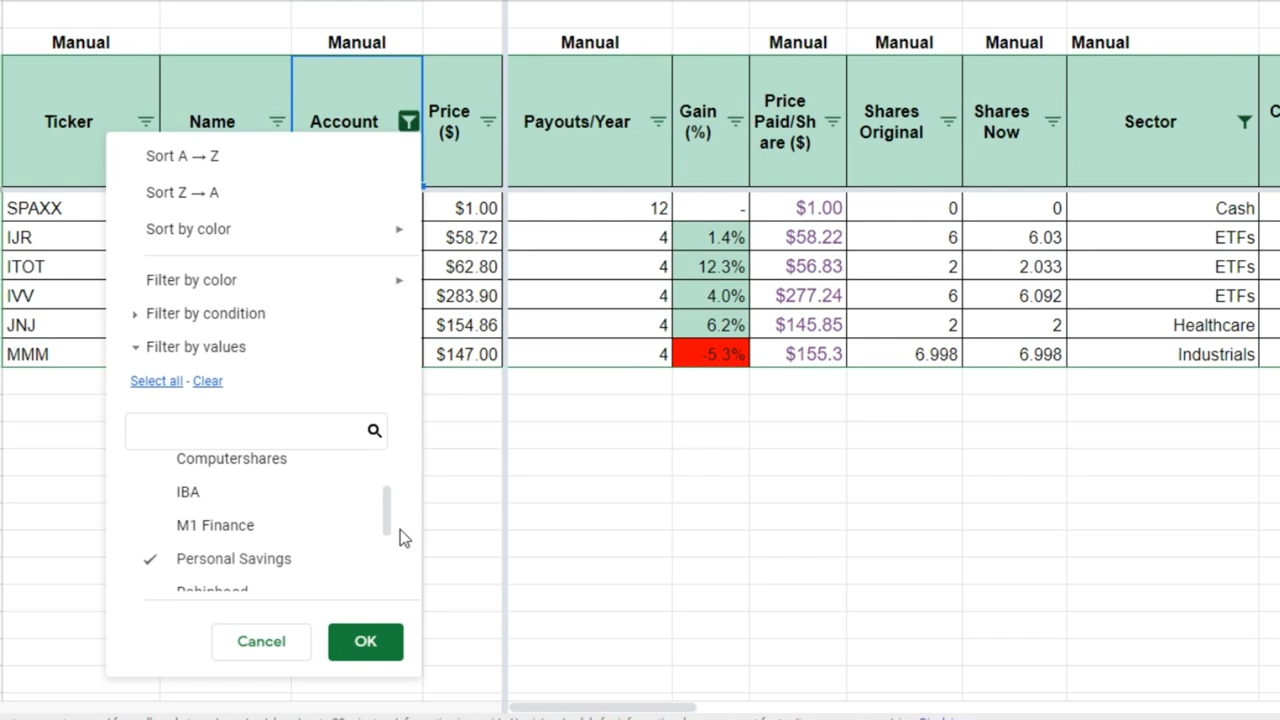 Manual Manual Manual Manual Manual Manual Manual
Ticker Name Account Price ($) Payouts/Year Gain (%) Price Paid/Sh are ($) Shares Original Shares Now Sector
Sort A → Z
Sort Z → A
Sort by color
Filter by color
Filter by condition
Filter by values
Select all - Clear
Computershares
IBA
M1 Finance
Personal Savings
Robinhood
Cancel OK
SPAXX $1.00 12 - $1.00 0 0 Cash
IJR $58.72 4 1.4% $58.22 6 6.03 ETFs
ITOT $62.80 4 12.3% $56.83 2 2.033 ETFs
IVV $283.90 4 4.0% $277.24 6 6.092 ETFs
JNJ $154.86 4 6.2% $145.85 2 2 Healthcare
MMM $147.00 4 -5.3% $155.3 6.998 6.998 Industrials